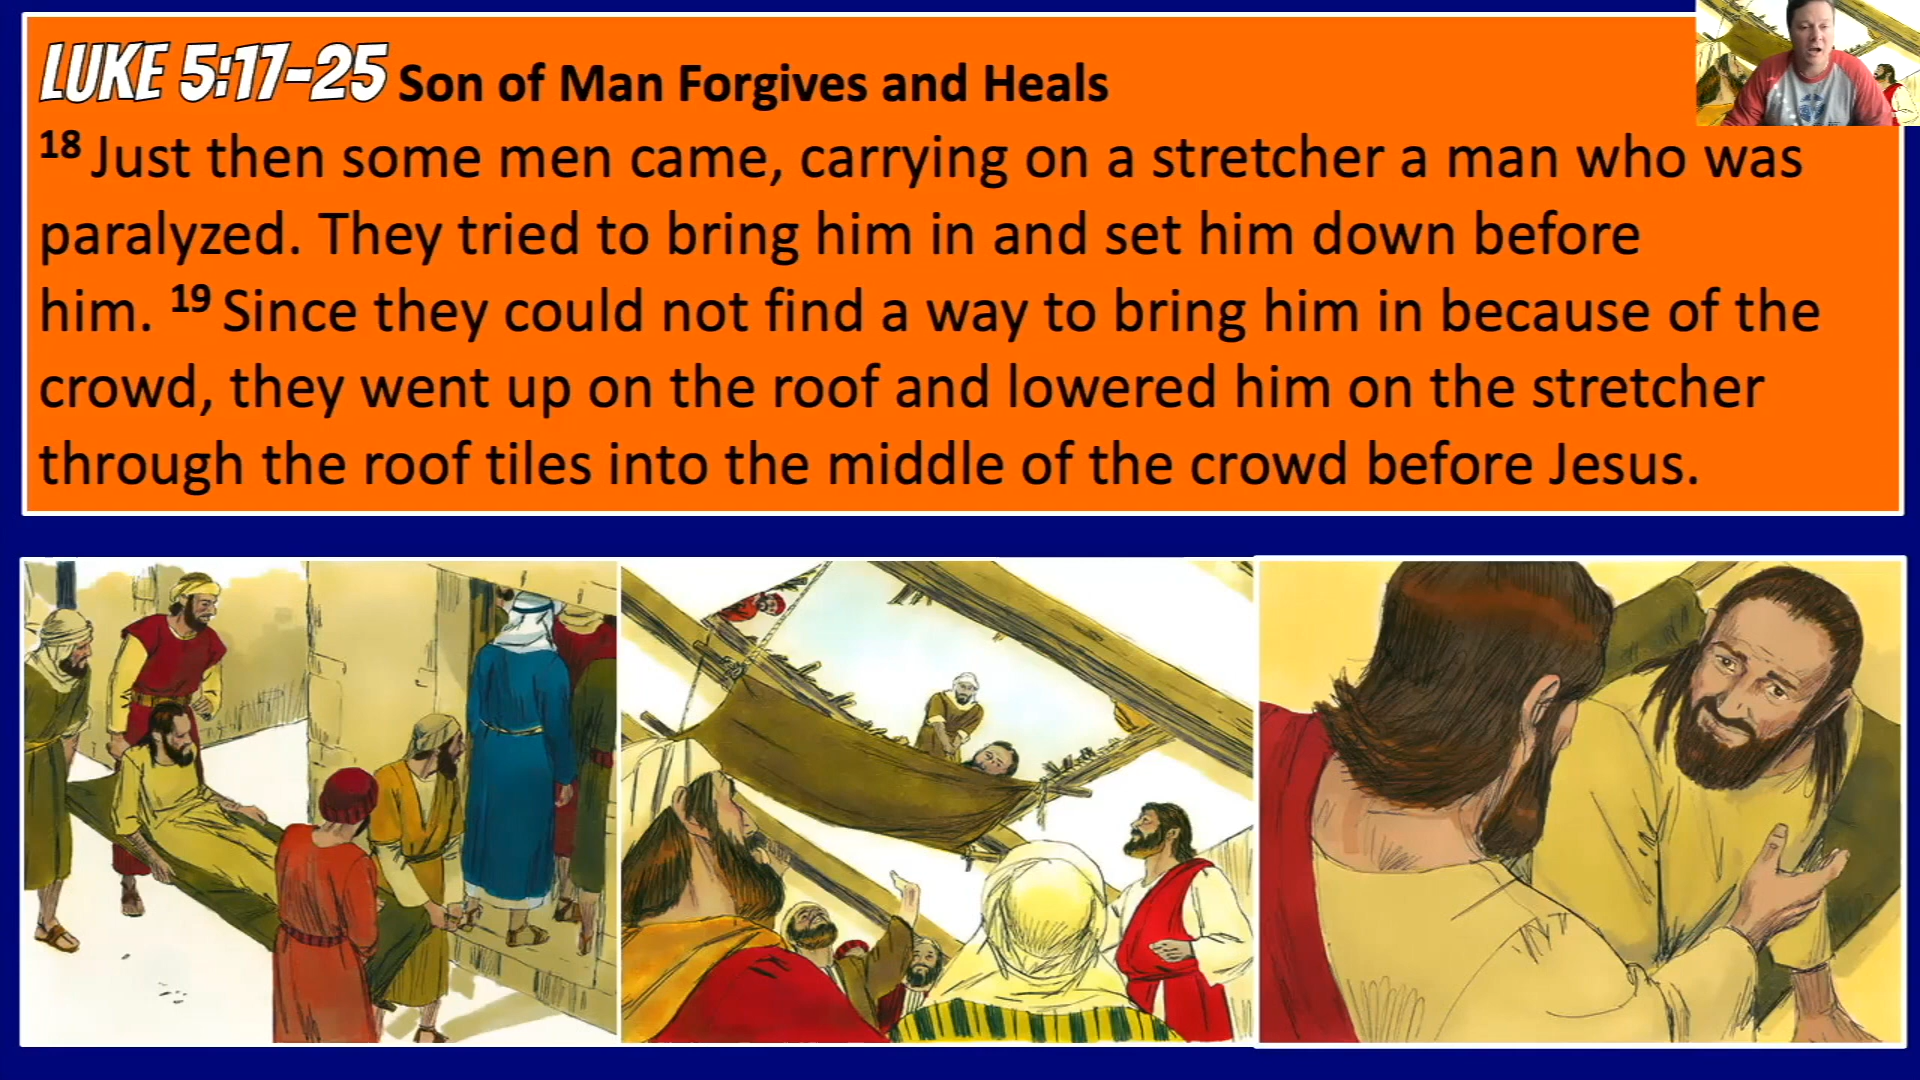 LUKE 5:17-25 Son of Man Forgives and Heals
18 Just then some men came, carrying on a stretcher a man who was
paralyzed. They tried to bring him in and set him down before
him. 19 Since they could not find a way to bring him in because of the
crowd, they went up on the roof and lowered him on the stretcher
through the roof tiles into the middle of the crowd before Jesus.